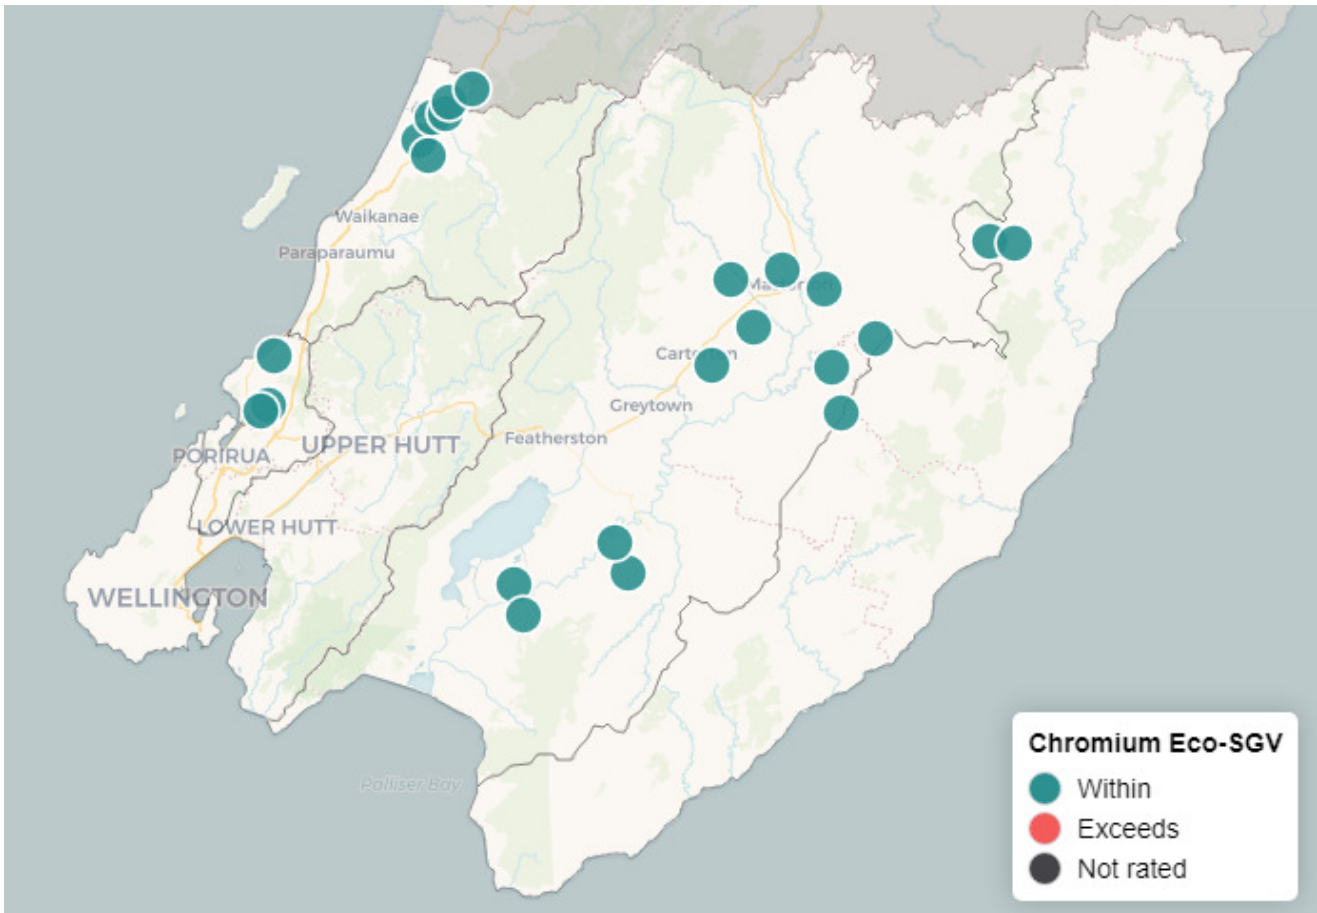 Waikanae
Paraparaumu
Carterton
Greytown
Featherston
UPPER HUTT
PORIRUA
LOWER HUTT
WELLINGTON
Palliser Bay
Chromium Eco-SGV
Within
Exceeds
Not rated